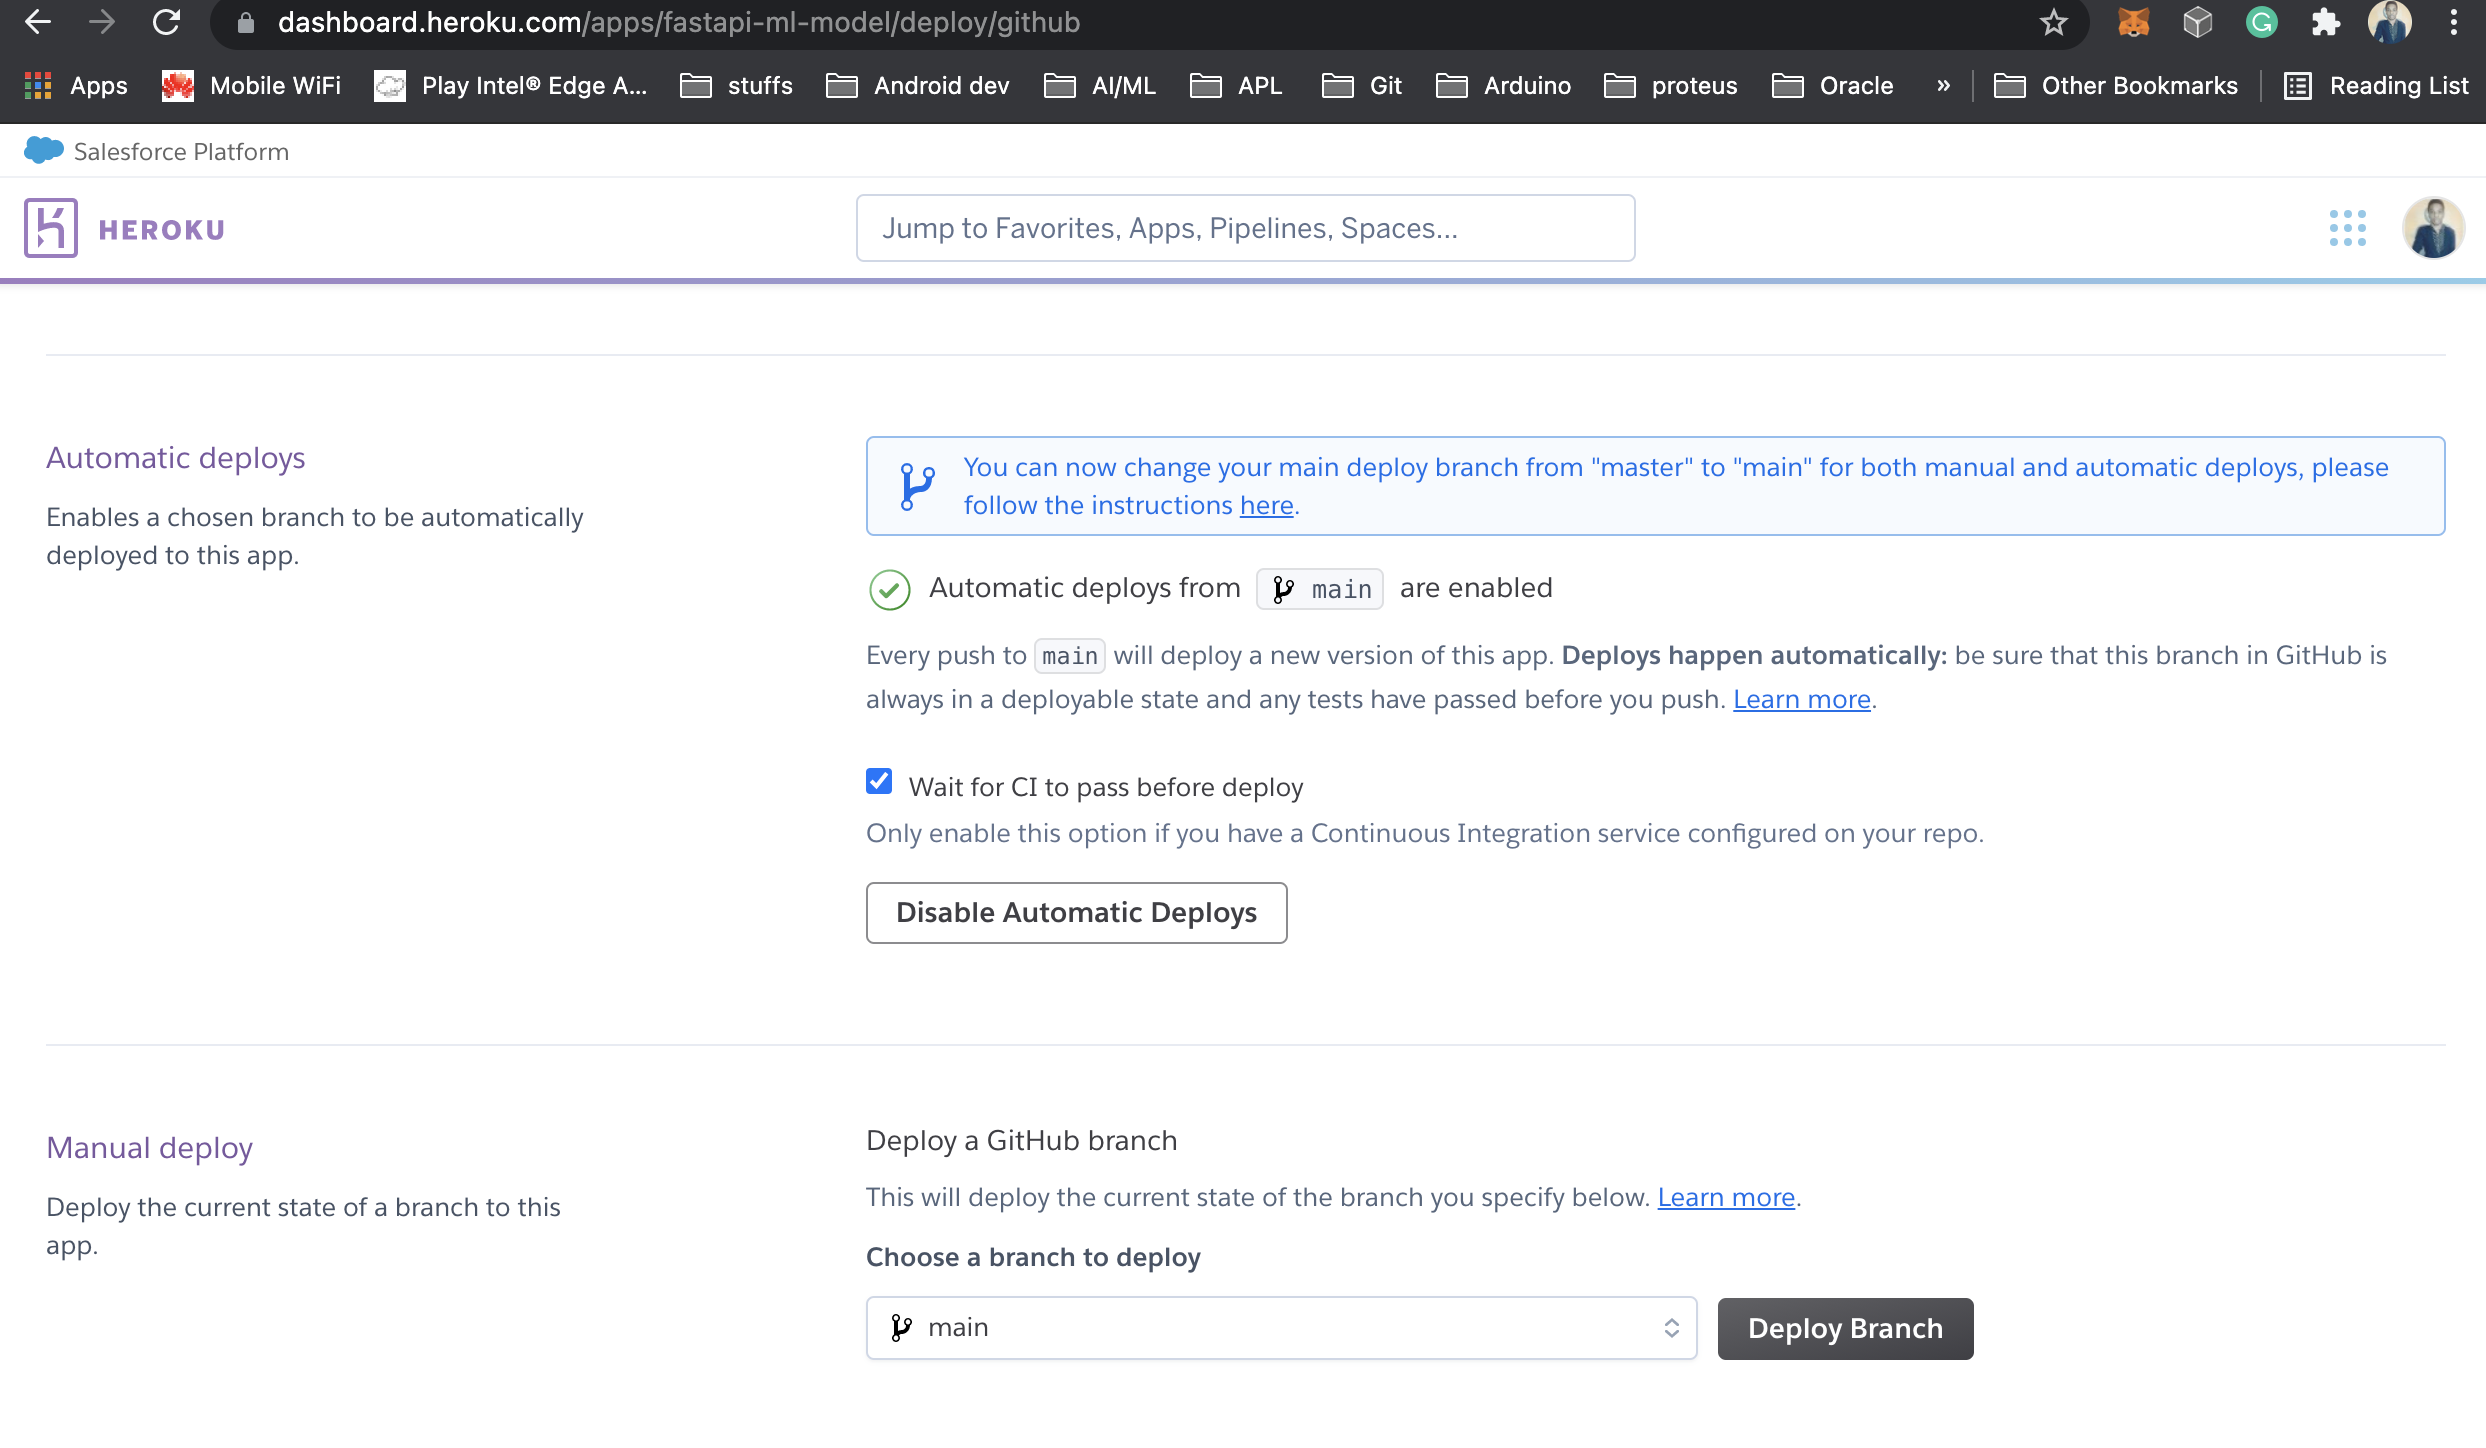 dashboard.heroku.com/apps/fastapi-ml-model/deploy/github
Apps Mobile WiFi Play Intel® Edge A... stuffs Android dev AI/ML APL Git Arduino proteus Oracle » Other Bookmarks Reading List
Salesforce Platform
HEROKU
Jump to Favorites, Apps, Pipelines, Spaces...
Automatic deploys
Enables a chosen branch to be automatically
deployed to this app.
You can now change your main deploy branch from "master" to "main" for both manual and automatic deploys, please
follow the instructions here.
Automatic deploys from main are enabled
Every push to main will deploy a new version of this app. Deploys happen automatically: be sure that this branch in GitHub is
always in a deployable state and any tests have passed before you push. Learn more.
Wait for CI to pass before deploy
Only enable this option if you have a Continuous Integration service configured on your repo.
Disable Automatic Deploys
Manual deploy
Deploy the current state of a branch to this
app.
Deploy a GitHub branch
This will deploy the current state of the branch you specify below. Learn more.
Choose a branch to deploy
main
Deploy Branch